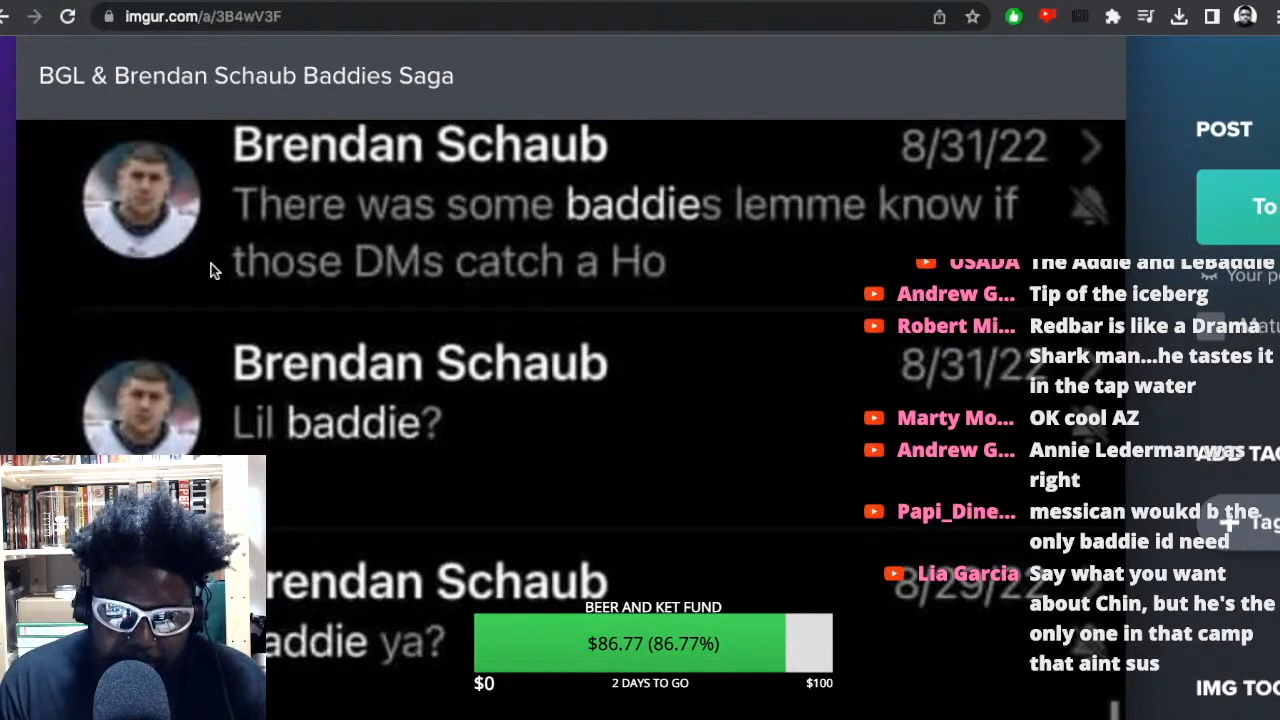 imgur.com/a/3B4wV3F
BGL & Brendan Schaub Baddies Saga
Brendan Schaub 8/31/22
There was some baddies lemme know if
those DMs catch a Ho
Brendan Schaub 8/31/22
Lil baddie?
rendan Schaub 8/29/22
addie ya?
USADA The Addie and LeBaddie
Andrew G... Tip of the iceberg
Robert Mi... Redbar is like a Drama
Shark man...he tastes it
in the tap water
Marty Mo... OK cool AZ
Andrew G... Annie Lederman was
right
Papi_Dine... messican woukd b the
only baddie id need
Lia Garcia Say what you want
about Chin, but he's the
only one in that camp
that aint sus
BEER AND KET FUND
$86.77 (86.77%)
$0 2 DAYS TO GO $100
POST
To
Your p
Matu
ADD TAG
+ Tag
IMG TOO